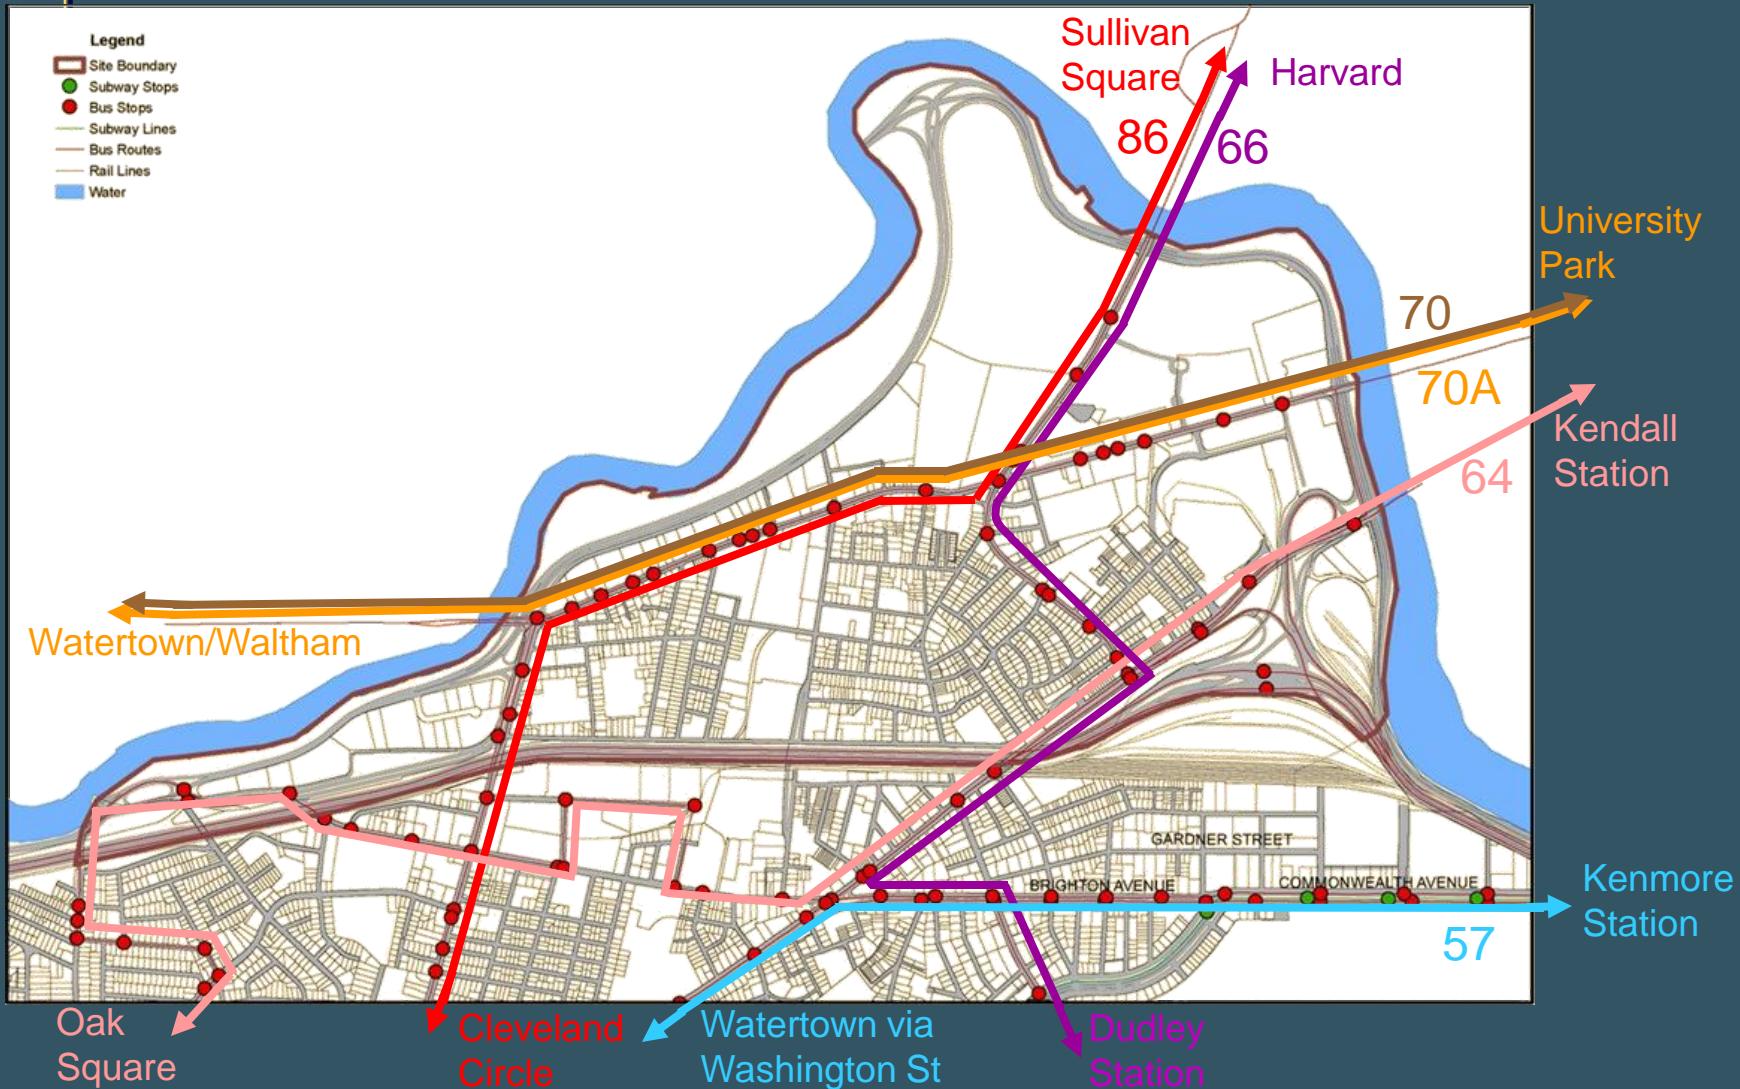 Legend
Site Boundary
Subway Stops
Bus Stops
Subway Lines
Bus Routes
Rail Lines
Water
Sullivan
Square
Harvard
86
66
University
Park
70
70A
Kendall
Station
64
Watertown/Waltham
GARDNER STREET
BRIGHTON AVENUE
COMMONWEALTH AVENUE
Kenmore
Station
57
Oak
Square
Cleveland
Circle
Watertown via
Washington St
Dudley
Station